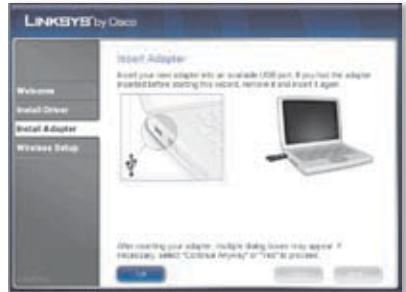 LINKSYS by Cisco
Insert Adapter
Insert your new adapter into an available USB port. If you had the adapter
inserted before starting this wizard, remove it and insert it again.
Welcome
Install Driver
Install Adapter
Wireless Setup
After inserting your adapter, multiple dialog boxes may appear. If
necessary, select "Continue Anyway" or "Yes" to proceed.